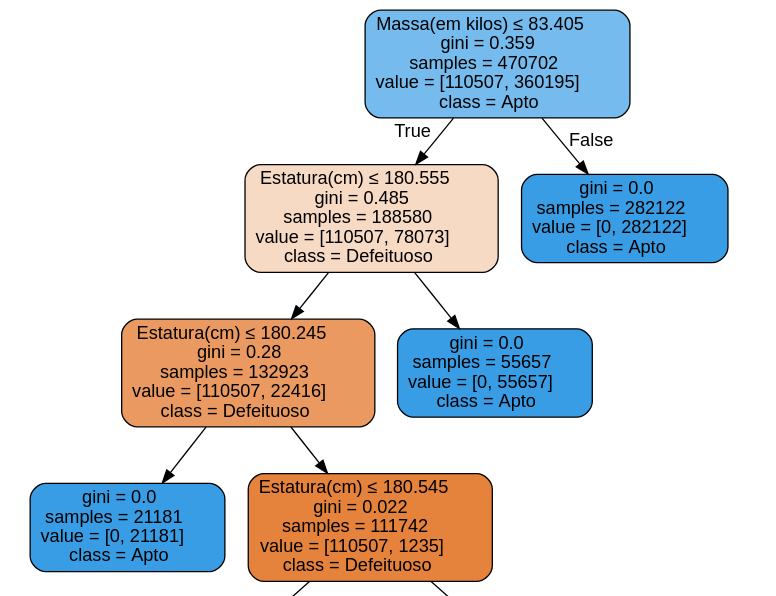 Massa(em kilos) ≤ 83.405
gini = 0.359
samples = 470702
value = [110507, 360195]
class = Apto
True
False
Estatura(cm) ≤ 180.555
gini = 0.485
samples = 188580
value = [110507, 78073]
class = Defeituoso
gini = 0.0
samples = 282122
value = [0, 282122]
class = Apto
Estatura(cm) ≤ 180.245
gini = 0.28
samples = 132923
value = [110507, 22416]
class = Defeituoso
gini = 0.0
samples = 55657
value = [0, 55657]
class = Apto
gini = 0.0
samples = 21181
value = [0, 21181]
class = Apto
Estatura(cm) ≤ 180.545
gini = 0.022
samples = 111742
value = [110507, 1235]
class = Defeituoso